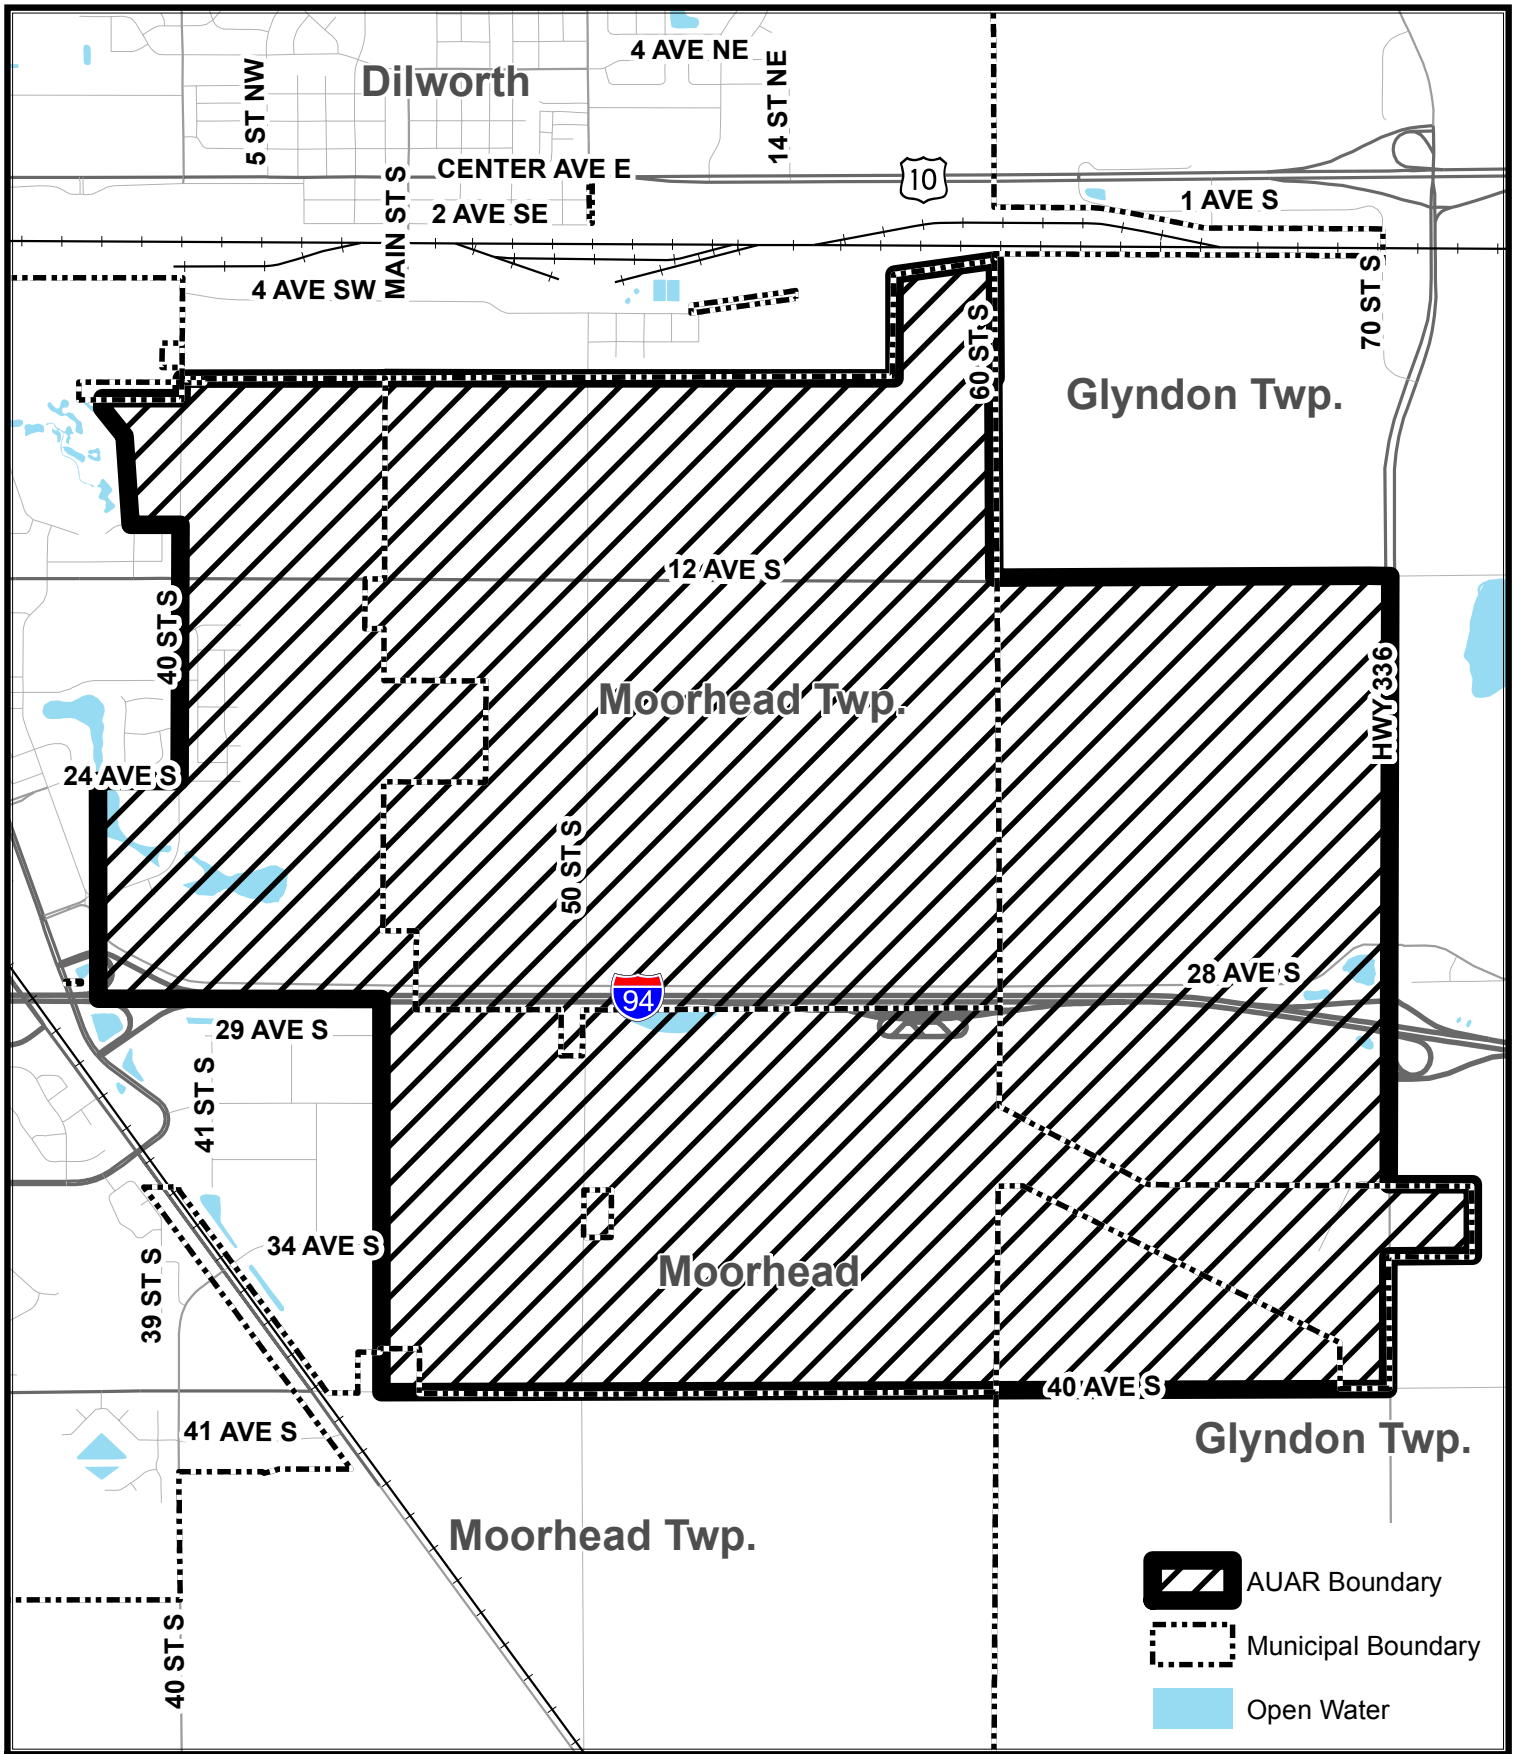 4 AVE NE
Dilworth
5 ST NW
14 ST NE
CENTER AVE E
10
MAIN ST S
2 AVE SE
1 AVE S
4 AVE SW
70 ST S
60 ST S
Glyndon Twp.
12 AVE S
40 ST S
Moorhead Twp.
HWY 336
24 AVE S
50 ST S
28 AVE S
94
29 AVE S
41 ST S
34 AVE S
39 ST S
Moorhead
40 AVE S
41 AVE S
Glyndon Twp.
Moorhead Twp.
40 ST S
AUAR Boundary
Municipal Boundary
Open Water